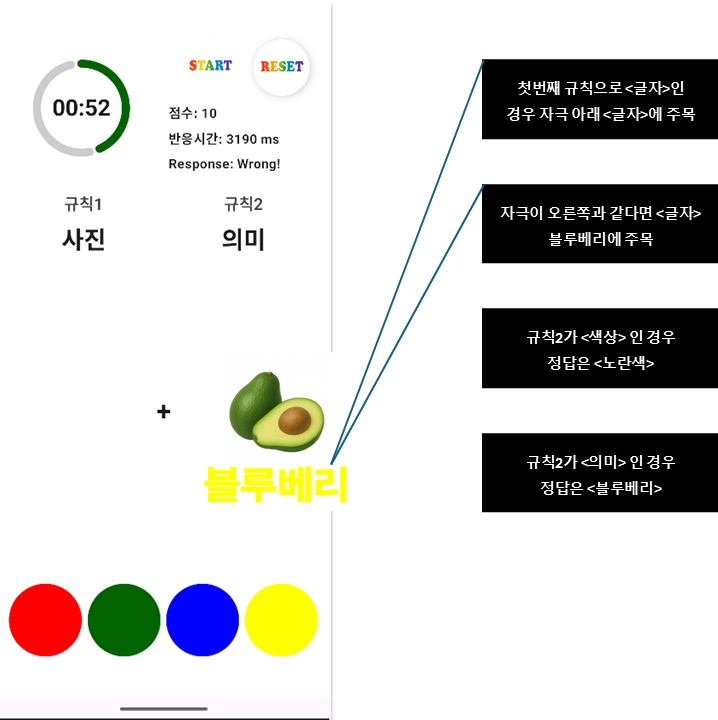 START
RESET
00:52
점수: 10
반응시간: 3190 ms
Response: Wrong!
규칙1
규칙2
사진
의미
+
블루베리
첫번째 규칙으로 <글자>인
경우 자극 아래 <글자>에 주목
자극이 오른쪽과 같다면 <글자>
블루베리에 주목
규칙2가 <색상> 인 경우
정답은 <노란색>
규칙2가 <의미> 인 경우
정답은 <블루베리>